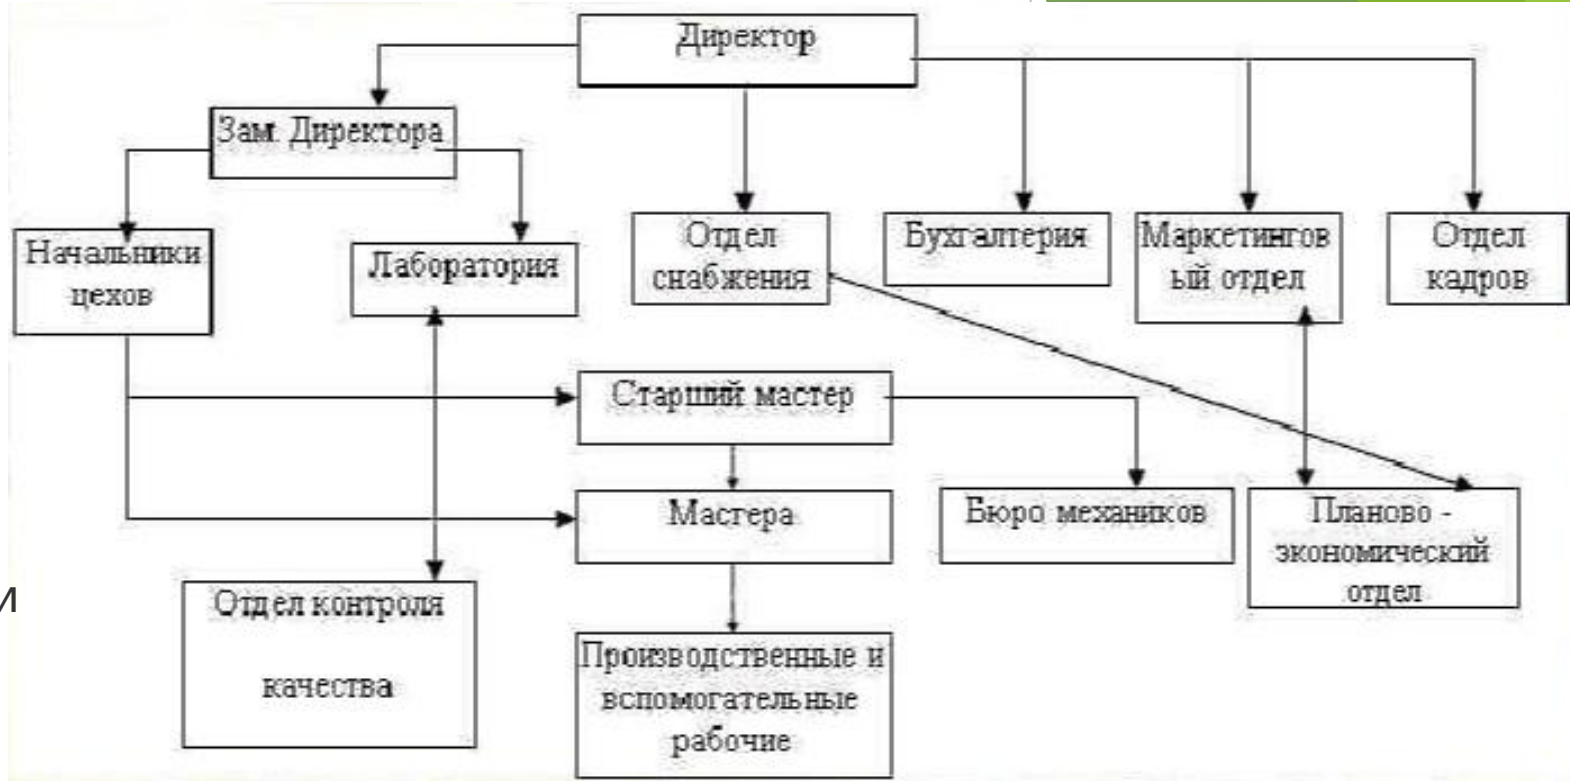 Директор
Зам. Директора
Начальники
цехов
Лаборатория
Отдел
снабжения
Бухгалтерия
Маркетингов
ый отдел
Отдел
кадров
Старший мастер
Мастера
Бюро механиков
Планово -
экономический
отдел
и
Отдел контроля
качества
Производственные и
вспомогательные
рабочие